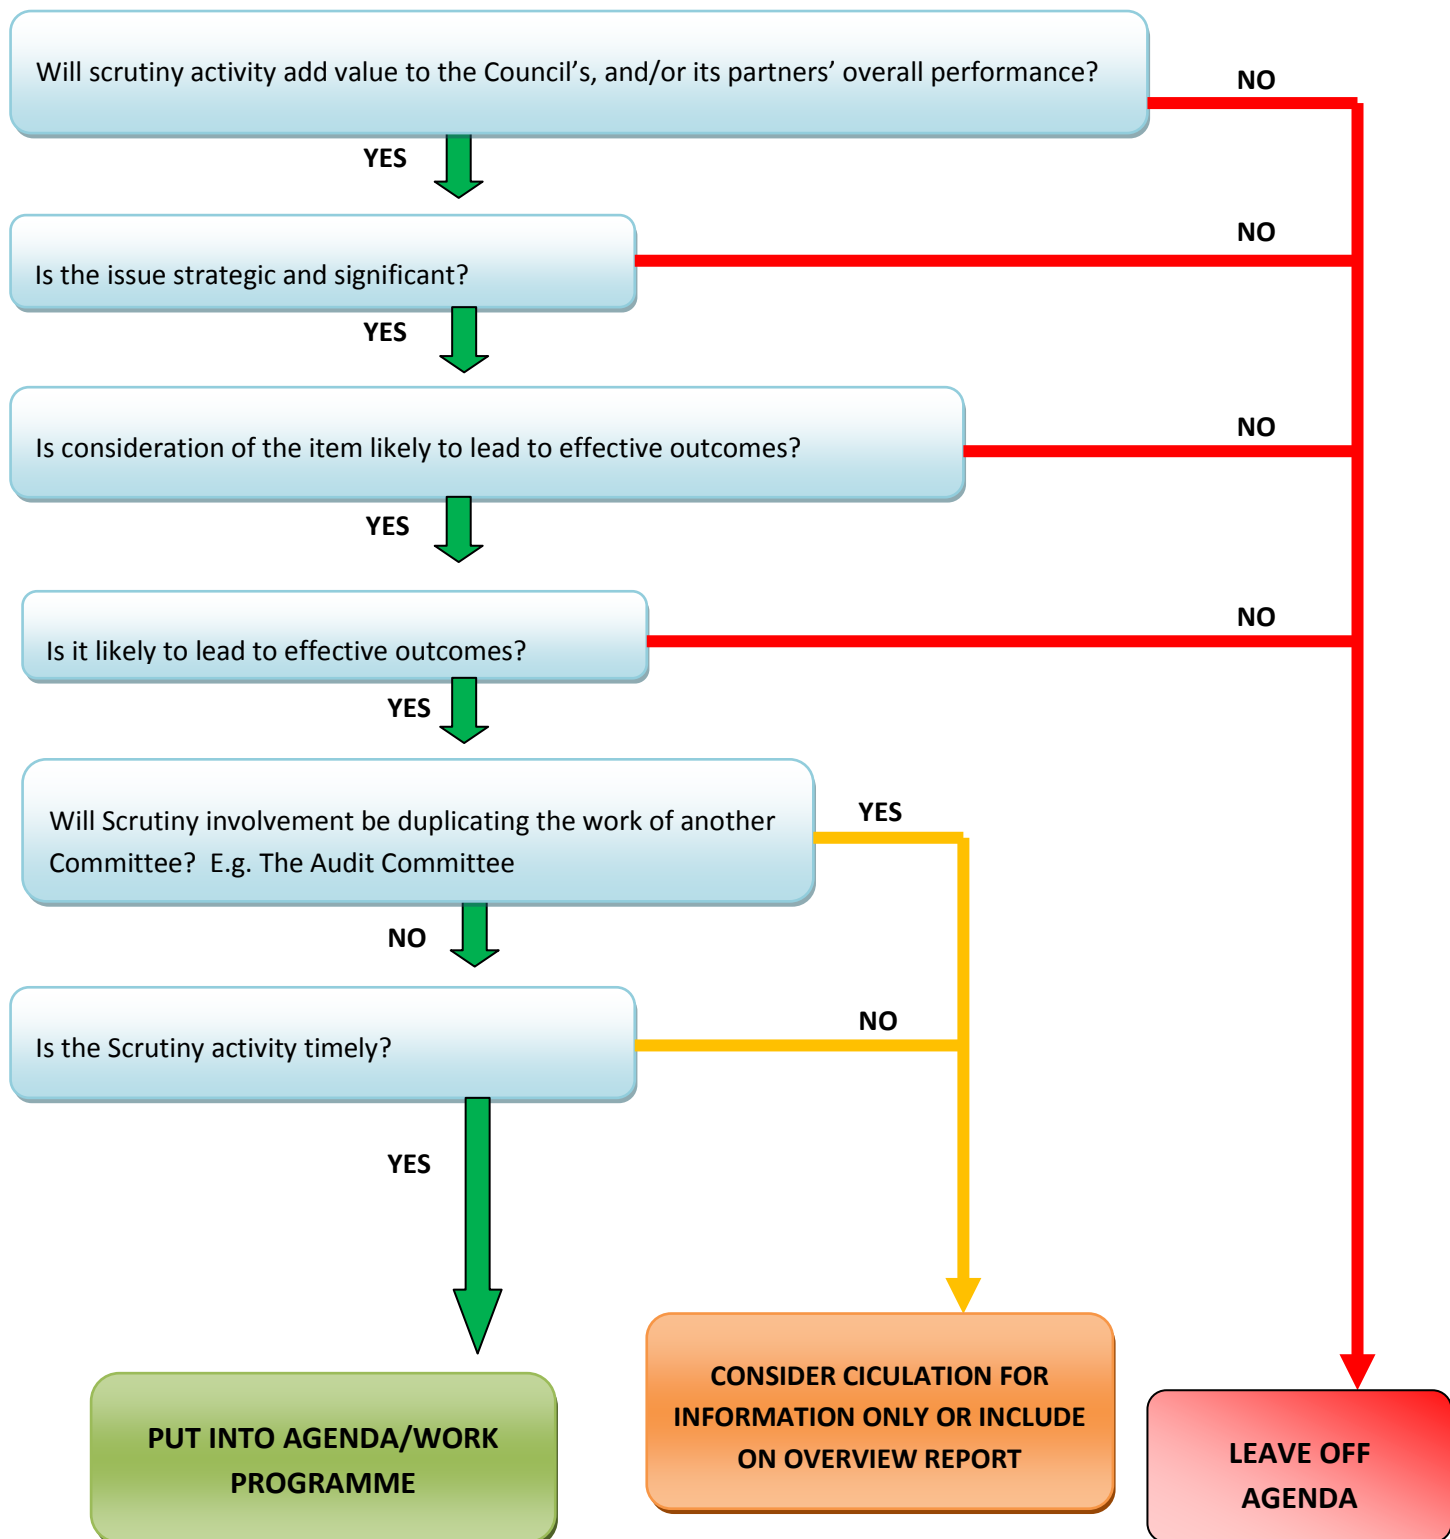 Will scrutiny activity add value to the Council’s, and/or its partners’ overall performance?
NO
YES
Is the issue strategic and significant?
NO
YES
Is consideration of the item likely to lead to effective outcomes?
NO
YES
Is it likely to lead to effective outcomes?
NO
YES
Will Scrutiny involvement be duplicating the work of another
Committee?  E.g. The Audit Committee
YES
NO
Is the Scrutiny activity timely?
NO
YES
PUT INTO AGENDA/WORK
PROGRAMME
CONSIDER CICULATION FOR
INFORMATION ONLY OR INCLUDE
ON OVERVIEW REPORT
LEAVE OFF
AGENDA